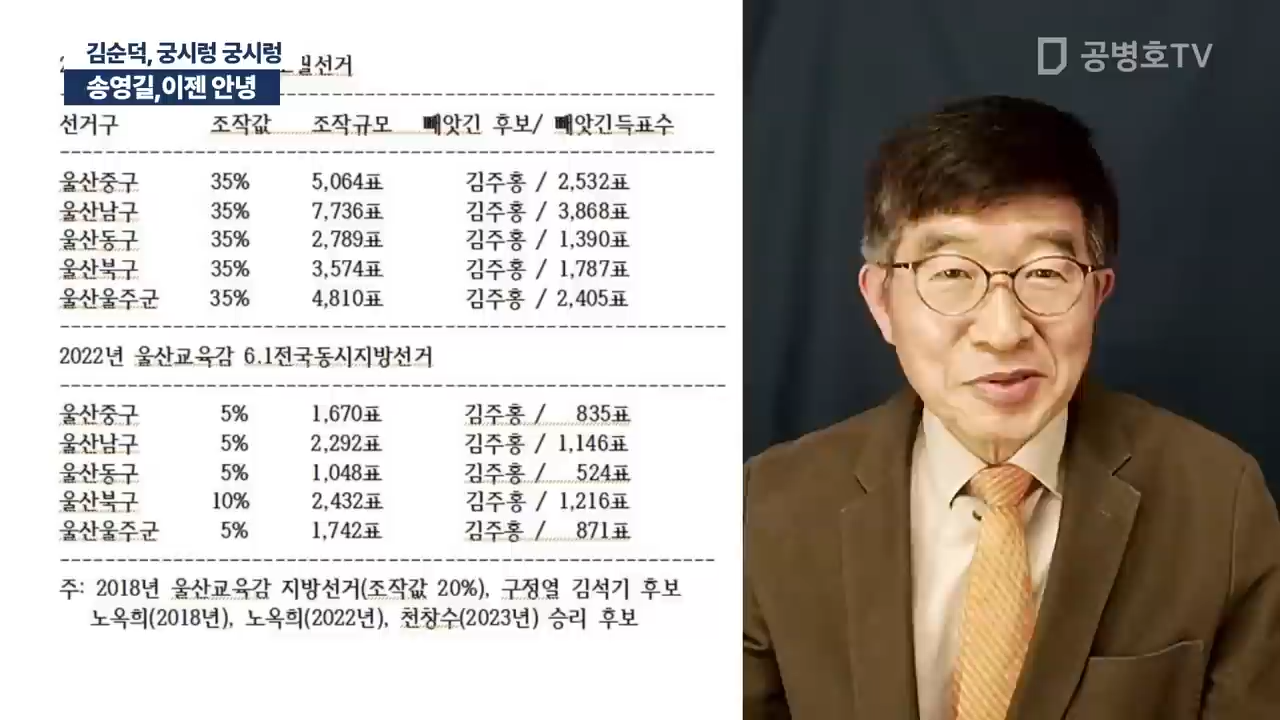 김순덕, 궁시렁 궁시렁
송영길,이젠 안녕
공병호TV
선거구 조작값 조작규모 빼앗긴 후보/ 빼앗긴득표수
울산중구 35% 5,064표 김주홍 / 2,532표
울산남구 35% 7,736표 김주홍 / 3,868표
울산동구 35% 2,789표 김주홍 / 1,390표
울산북구 35% 3,574표 김주홍 / 1,787표
울산울주군 35% 4,810표 김주홍 / 2,405표
2022년 울산교육감 6.1전국동시지방선거
울산중구 5% 1,670표 김주홍 / 835표
울산남구 5% 2,292표 김주홍 / 1,146표
울산동구 5% 1,048표 김주홍 / 524표
울산북구 10% 2,432표 김주홍 / 1,216표
울산울주군 5% 1,742표 김주홍 / 871표
주: 2018년 울산교육감 지방선거(조작값 20%), 구정열 김석기 후보
노옥희(2018년), 노옥희(2022년), 천창수(2023년) 승리 후보